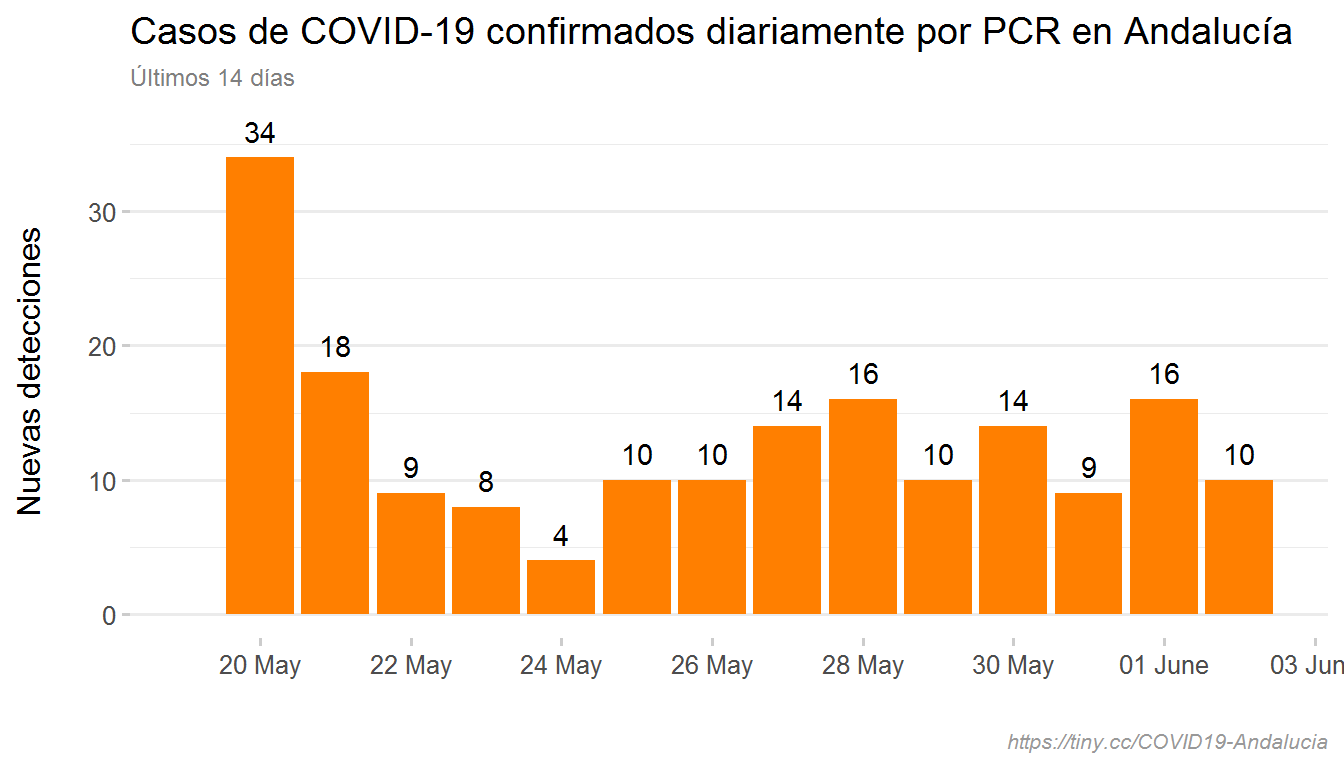 Casos de COVID-19 confirmados diariamente por PCR en Andalucía
Últimos 14 días
Nuevas detecciones
30
20
10
0
34
18
9
8
4
10
10
14
16
10
14
9
16
10
20 May
22 May
24 May
26 May
28 May
30 May
01 June
03 Jun
https://tiny.cc/COVID19-Andalucia